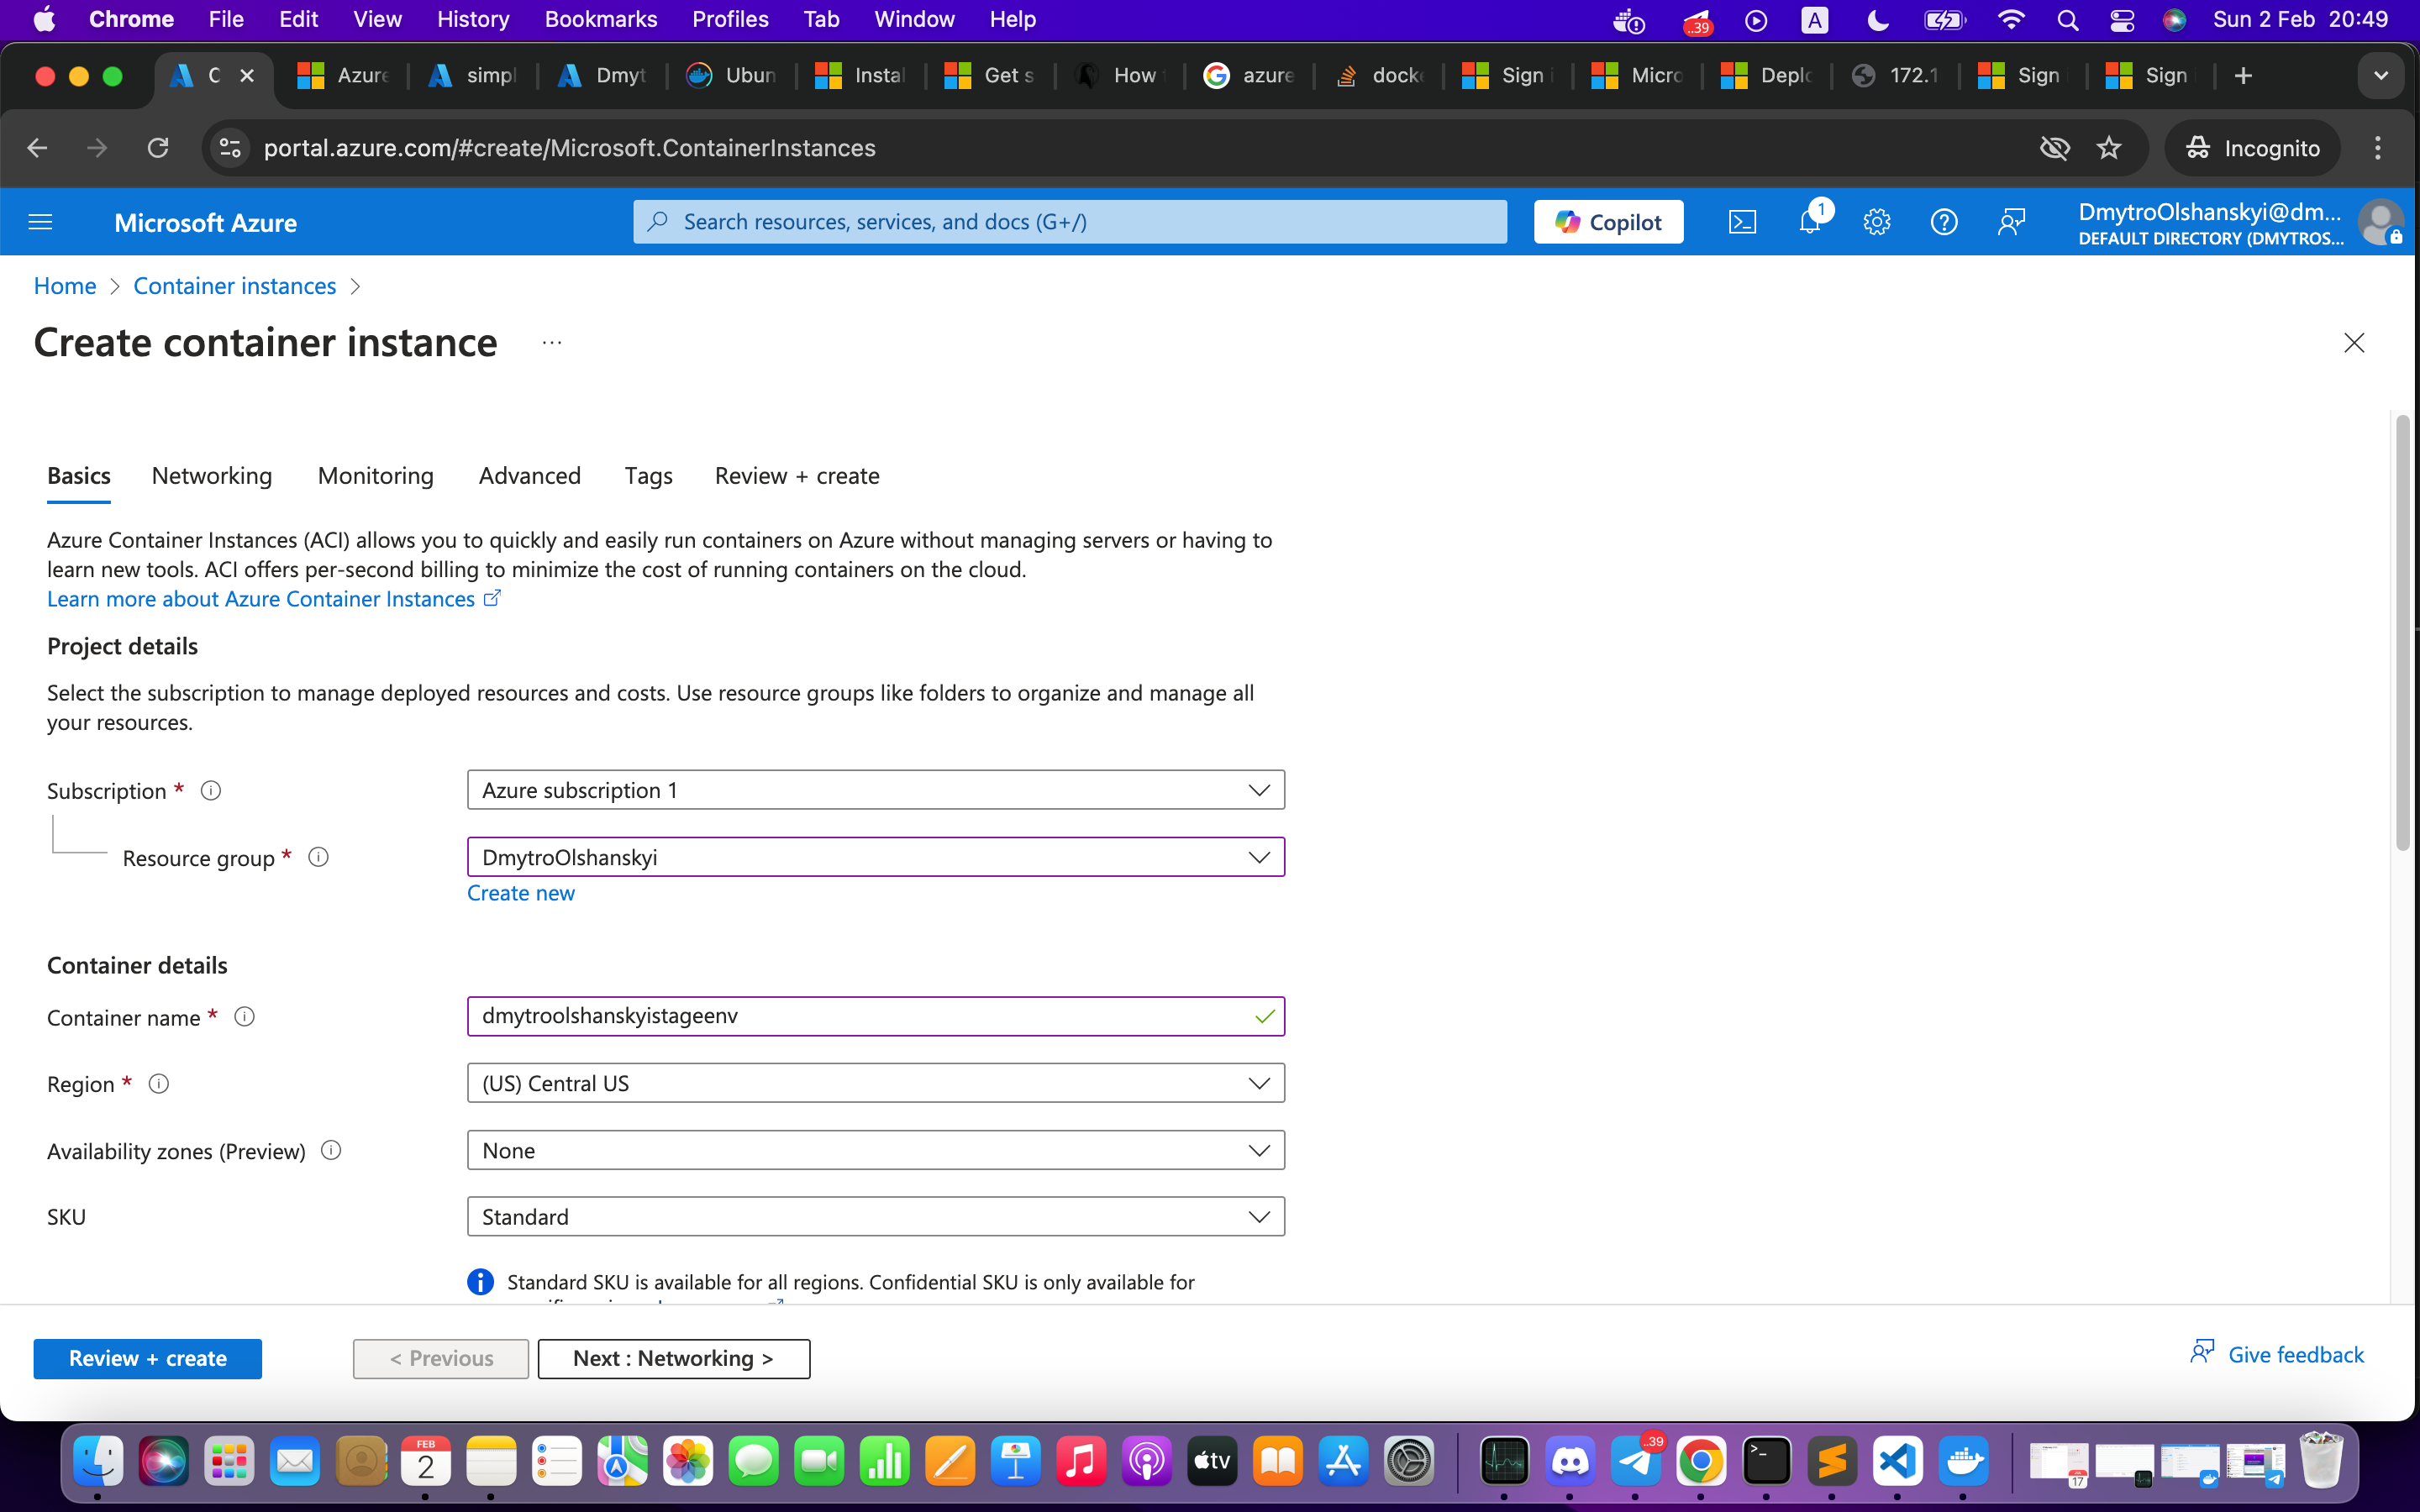 Chrome File Edit View History Bookmarks Profiles Tab Window Help ..39 A Sun 2 Feb 20:49
C Azure simpl Dmyt Ubun Instal Get s How Google azure docke Sign i Micro Deplo 172.1 Sign Sign
portal.azure.com/#create/Microsoft.ContainerInstances Incognito
Microsoft Azure Search resources, services, and docs (G+/) Copilot 1 DmytroOlshanskyi@dm...
DEFAULT DIRECTORY (DMYTROS...
Home > Container instances >
Create container instance ...
Basics Networking Monitoring Advanced Tags Review + create
Azure Container Instances (ACI) allows you to quickly and easily run containers on Azure without managing servers or having to
learn new tools. ACI offers per-second billing to minimize the cost of running containers on the cloud.
Learn more about Azure Container Instances
Project details
Select the subscription to manage deployed resources and costs. Use resource groups like folders to organize and manage all
your resources.
Subscription * Azure subscription 1
Resource group * DmytroOlshanskyi
Create new
Container details
Container name * dmytroolshanskyistageenv
Region * (US) Central US
Availability zones (Preview) None
SKU Standard
Standard SKU is available for all regions. Confidential SKU is only available for
Review + create < Previous Next : Networking > Give feedback
FEB
2
tv
..39
17